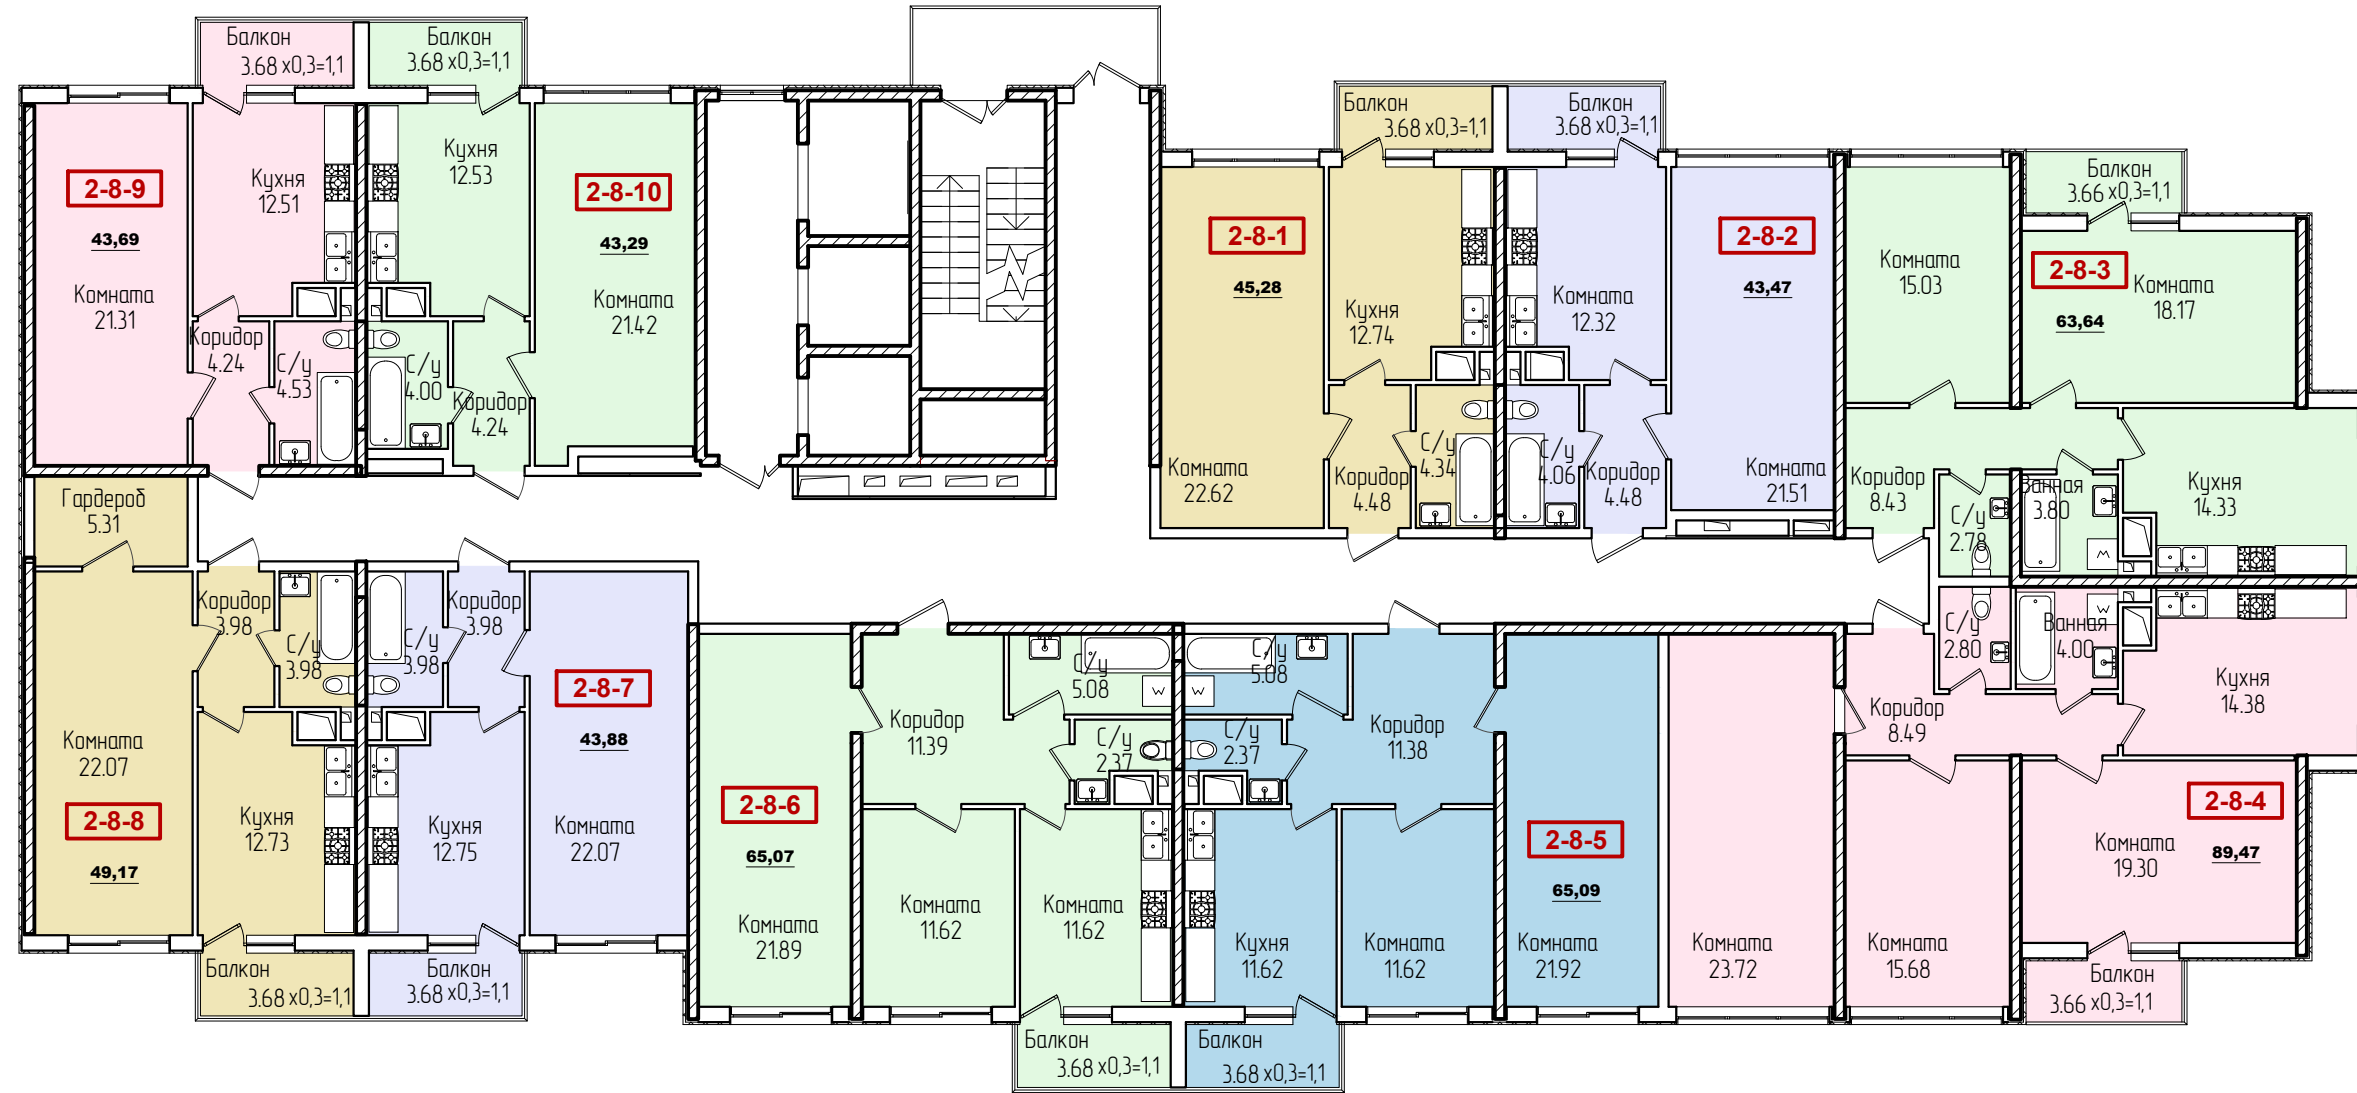 Балкон
3.68 x0,3=1,1
Балкон
3.68 x0,3=1,1
2-8-9
43,69
Комната
21.31
Кухня
12.51
Коридор
4.24
С/у
4.53
Кухня
12.53
2-8-10
43,29
Комната
21.42
С/у
4.00
Коридор
4.24
Балкон
3.68 x0,3=1,1
Балкон
3.68 x0,3=1,1
2-8-1
45,28
Комната
22.62
Кухня
12.74
Коридор
4.48
С/у
4.34
Комната
12.32
2-8-2
43,47
Комната
21.51
С/у
4.06
Коридор
4.48
Балкон
3.66 x0,3=1,1
Комната
15.03
2-8-3
63,64
Комната
18.17
Коридор
8.43
С/у
2.78
Ванная
3.80
Кухня
14.33
M
Гардероб
5.31
Комната
22.07
2-8-8
49,17
Коридор
3.98
С/у
3.98
Кухня
12.73
Балкон
3.68 x0,3=1,1
С/у
3.98
Коридор
3.98
2-8-7
43,88
Кухня
12.75
Комната
22.07
Балкон
3.68 x0,3=1,1
2-8-6
65,07
Комната
21.89
Коридор
11.39
С/у
5.08
W
С/у
2.37
Комната
11.62
Комната
11.62
Балкон
3.68 x0,3=1,1
С/у
5.08
W
С/у
2.37
Коридор
11.38
Кухня
11.62
Комната
11.62
2-8-5
65,09
Комната
21.92
Балкон
3.68 x0,3=1,1
Комната
23.72
Коридор
8.49
С/у
2.80
Ванная
4.00
W
Кухня
14.38
Комната
15.68
2-8-4
89,47
Комната
19.30
Балкон
3.66 x0,3=1,1